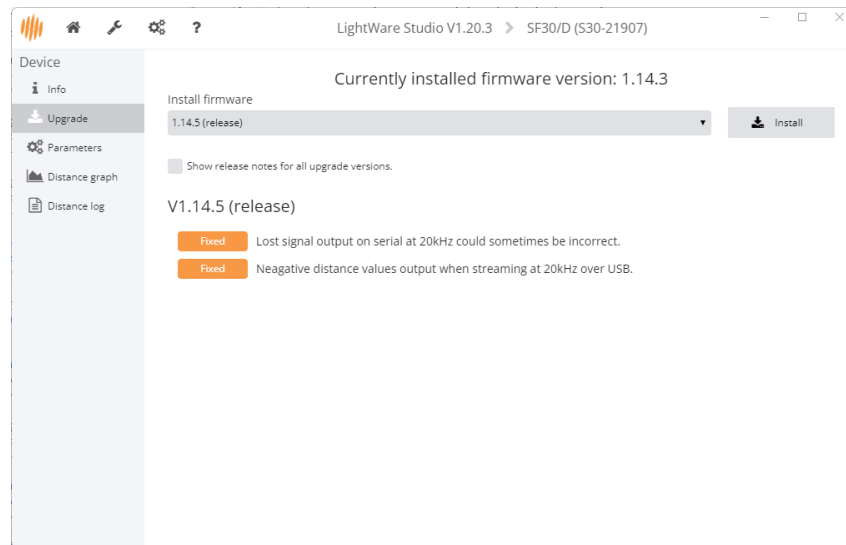 LightWare Studio V1.20.3 > SF30/D (S30-21907)
Device
Info
Upgrade
Parameters
Distance graph
Distance log
Currently installed firmware version: 1.14.3
Install firmware
1.14.5 (release)
Install
Show release notes for all upgrade versions.
V1.14.5 (release)
Fixed Lost signal output on serial at 20kHz could sometimes be incorrect.
Fixed Neagative distance values output when streaming at 20kHz over USB.